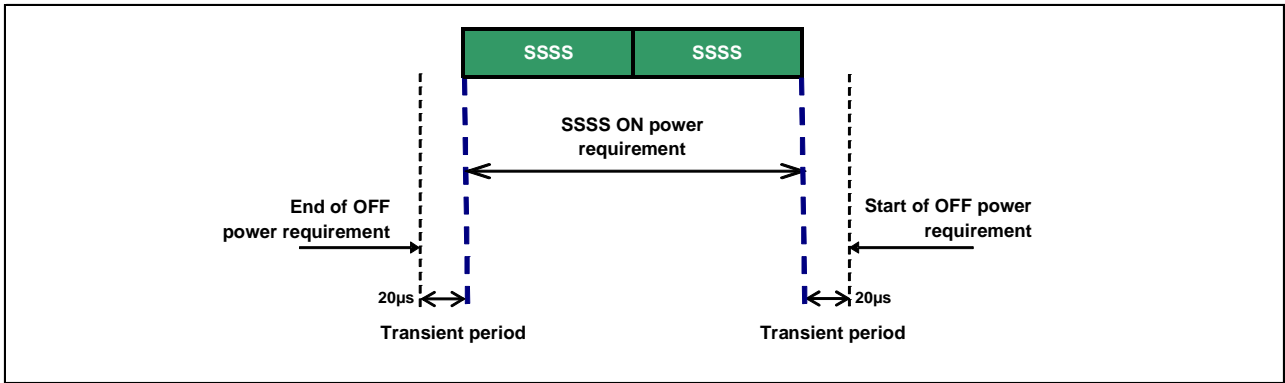 SSSS SSSS
SSSS ON power
requirement
End of OFF
power requirement
Start of OFF power
requirement
20µs
20µs
Transient period
Transient period